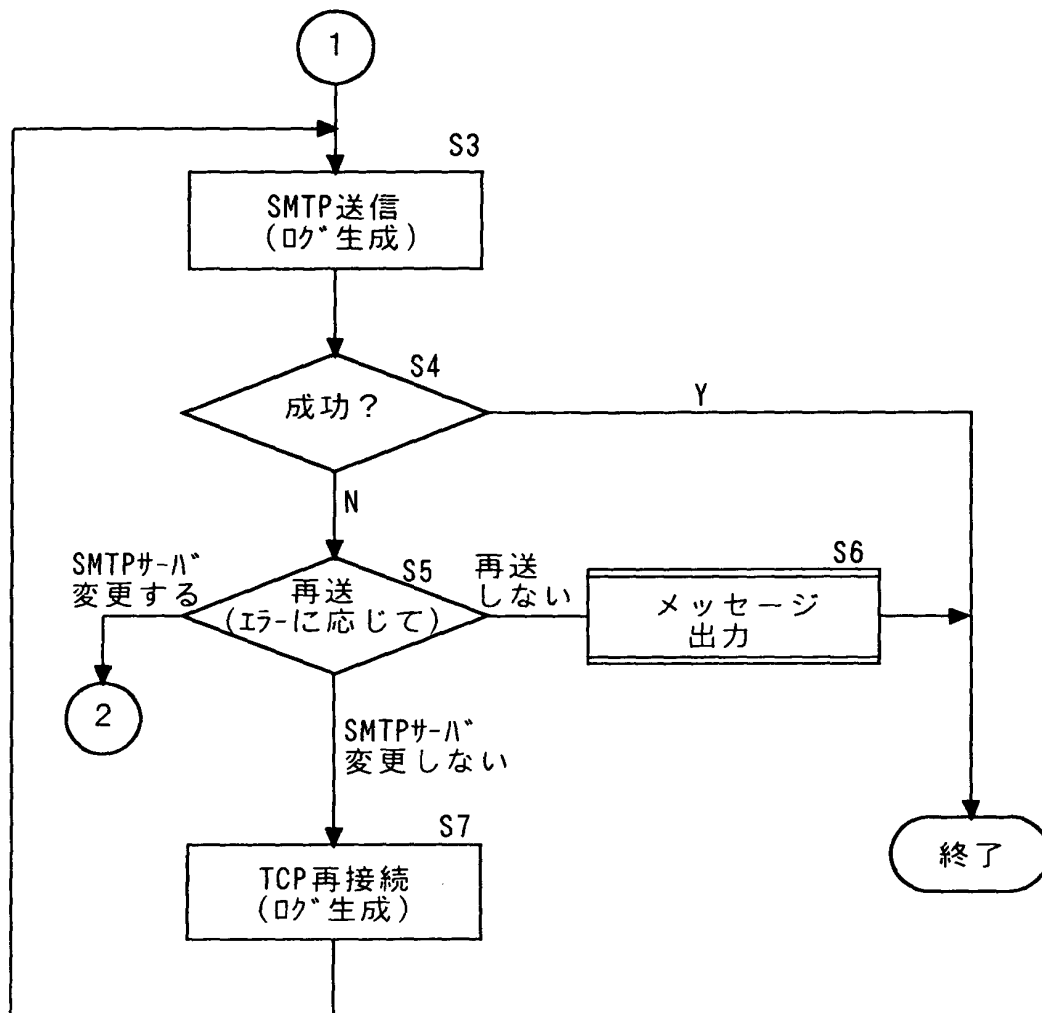 1
S3
SMTP送信
(ログ生成)
S4
成功?
Y
N
SMTPサーバ
変更する
S5
再送
(エラーに応じて)
再送
しない
S6
メッセージ
出力
2
SMTPサーバ
変更しない
S7
TCP再接続
(ログ生成)
終了